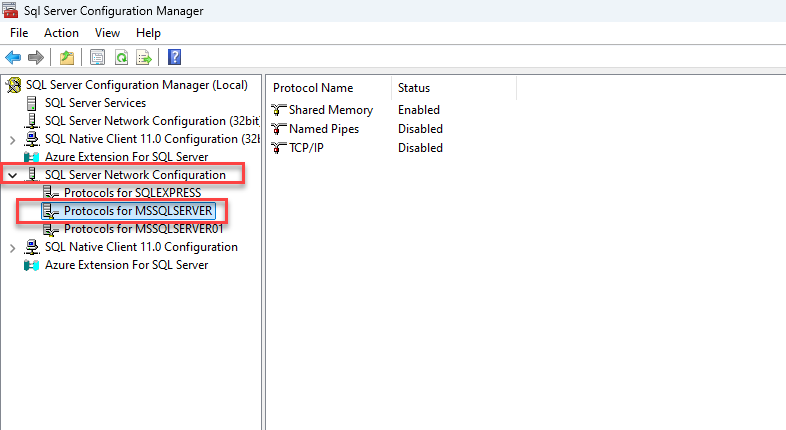 Sql Server Configuration Manager
File Action View Help
SQL Server Configuration Manager (Local)
SQL Server Services
SQL Server Network Configuration (32bit)
SQL Native Client 11.0 Configuration (32b
Azure Extension For SQL Server
SQL Server Network Configuration
Protocols for SQLEXPRESS
Protocols for MSSQLSERVER
Protocols for MSSQLSERVER01
SQL Native Client 11.0 Configuration
Azure Extension For SQL Server
Protocol Name Status
Shared Memory Enabled
Named Pipes Disabled
TCP/IP Disabled